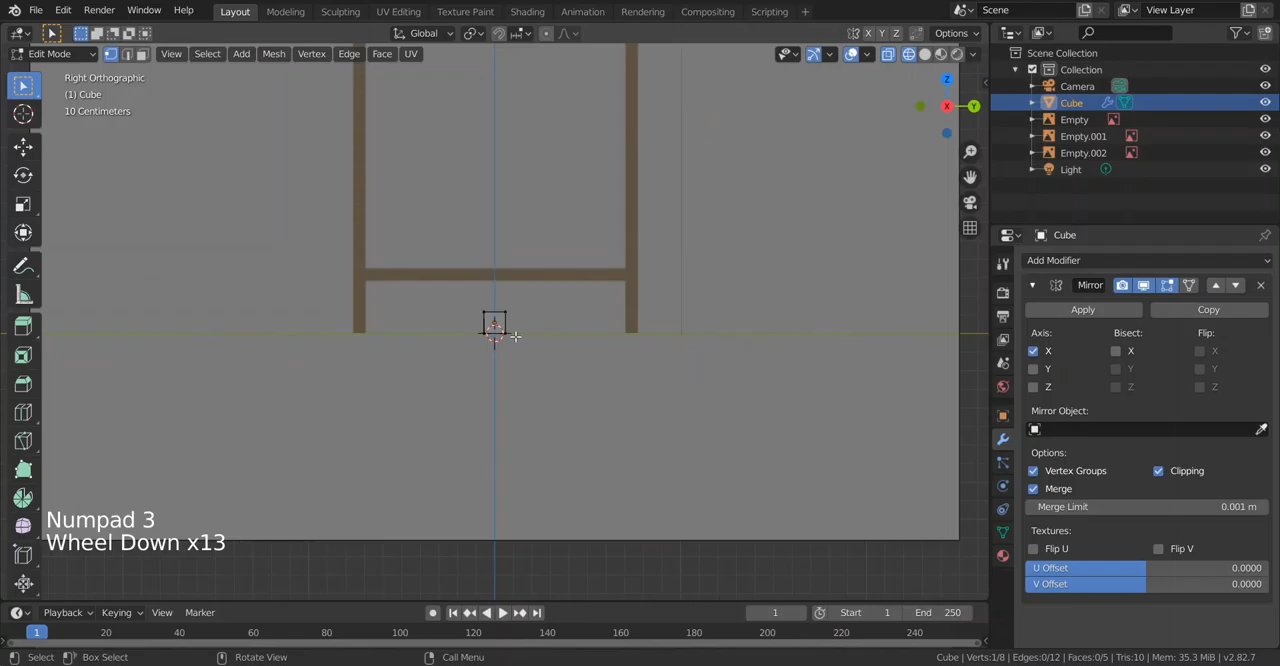 File Edit Render Window Help Layout Modeling Sculpting UV Editing Texture Paint Shading Animation Rendering Compositing Scripting + Scene View Layer
Global X Y Z Options
Edit Mode View Select Add Mesh Vertex Edge Face UV
Right Orthographic
(1) Cube
10 Centimeters
Z
X
Y
Numpad 3
Wheel Down x13
Scene Collection
Collection
Camera
Cube
Empty
Empty.001
Empty.002
Light
Cube
Add Modifier
Mirror
Apply Copy
Axis: Bisect: Flip:
X X X
Y Y Y
Z Z Z
Mirror Object:
Options:
Vertex Groups Clipping
Merge
Merge Limit 0.001 m
Textures:
Flip U Flip V
U Offset 0.0000
V Offset 0.0000
Playback Keying View Marker 1 Start 1 End 250
1 20 40 60 80 100 120 140 160 180 200 220 240
Select Box Select Rotate View Call Menu Cube | Verts:1/8 | Edges:0/12 | Faces:0/5 | Tris:10 | Mem: 35.3 MiB | v2.82.7